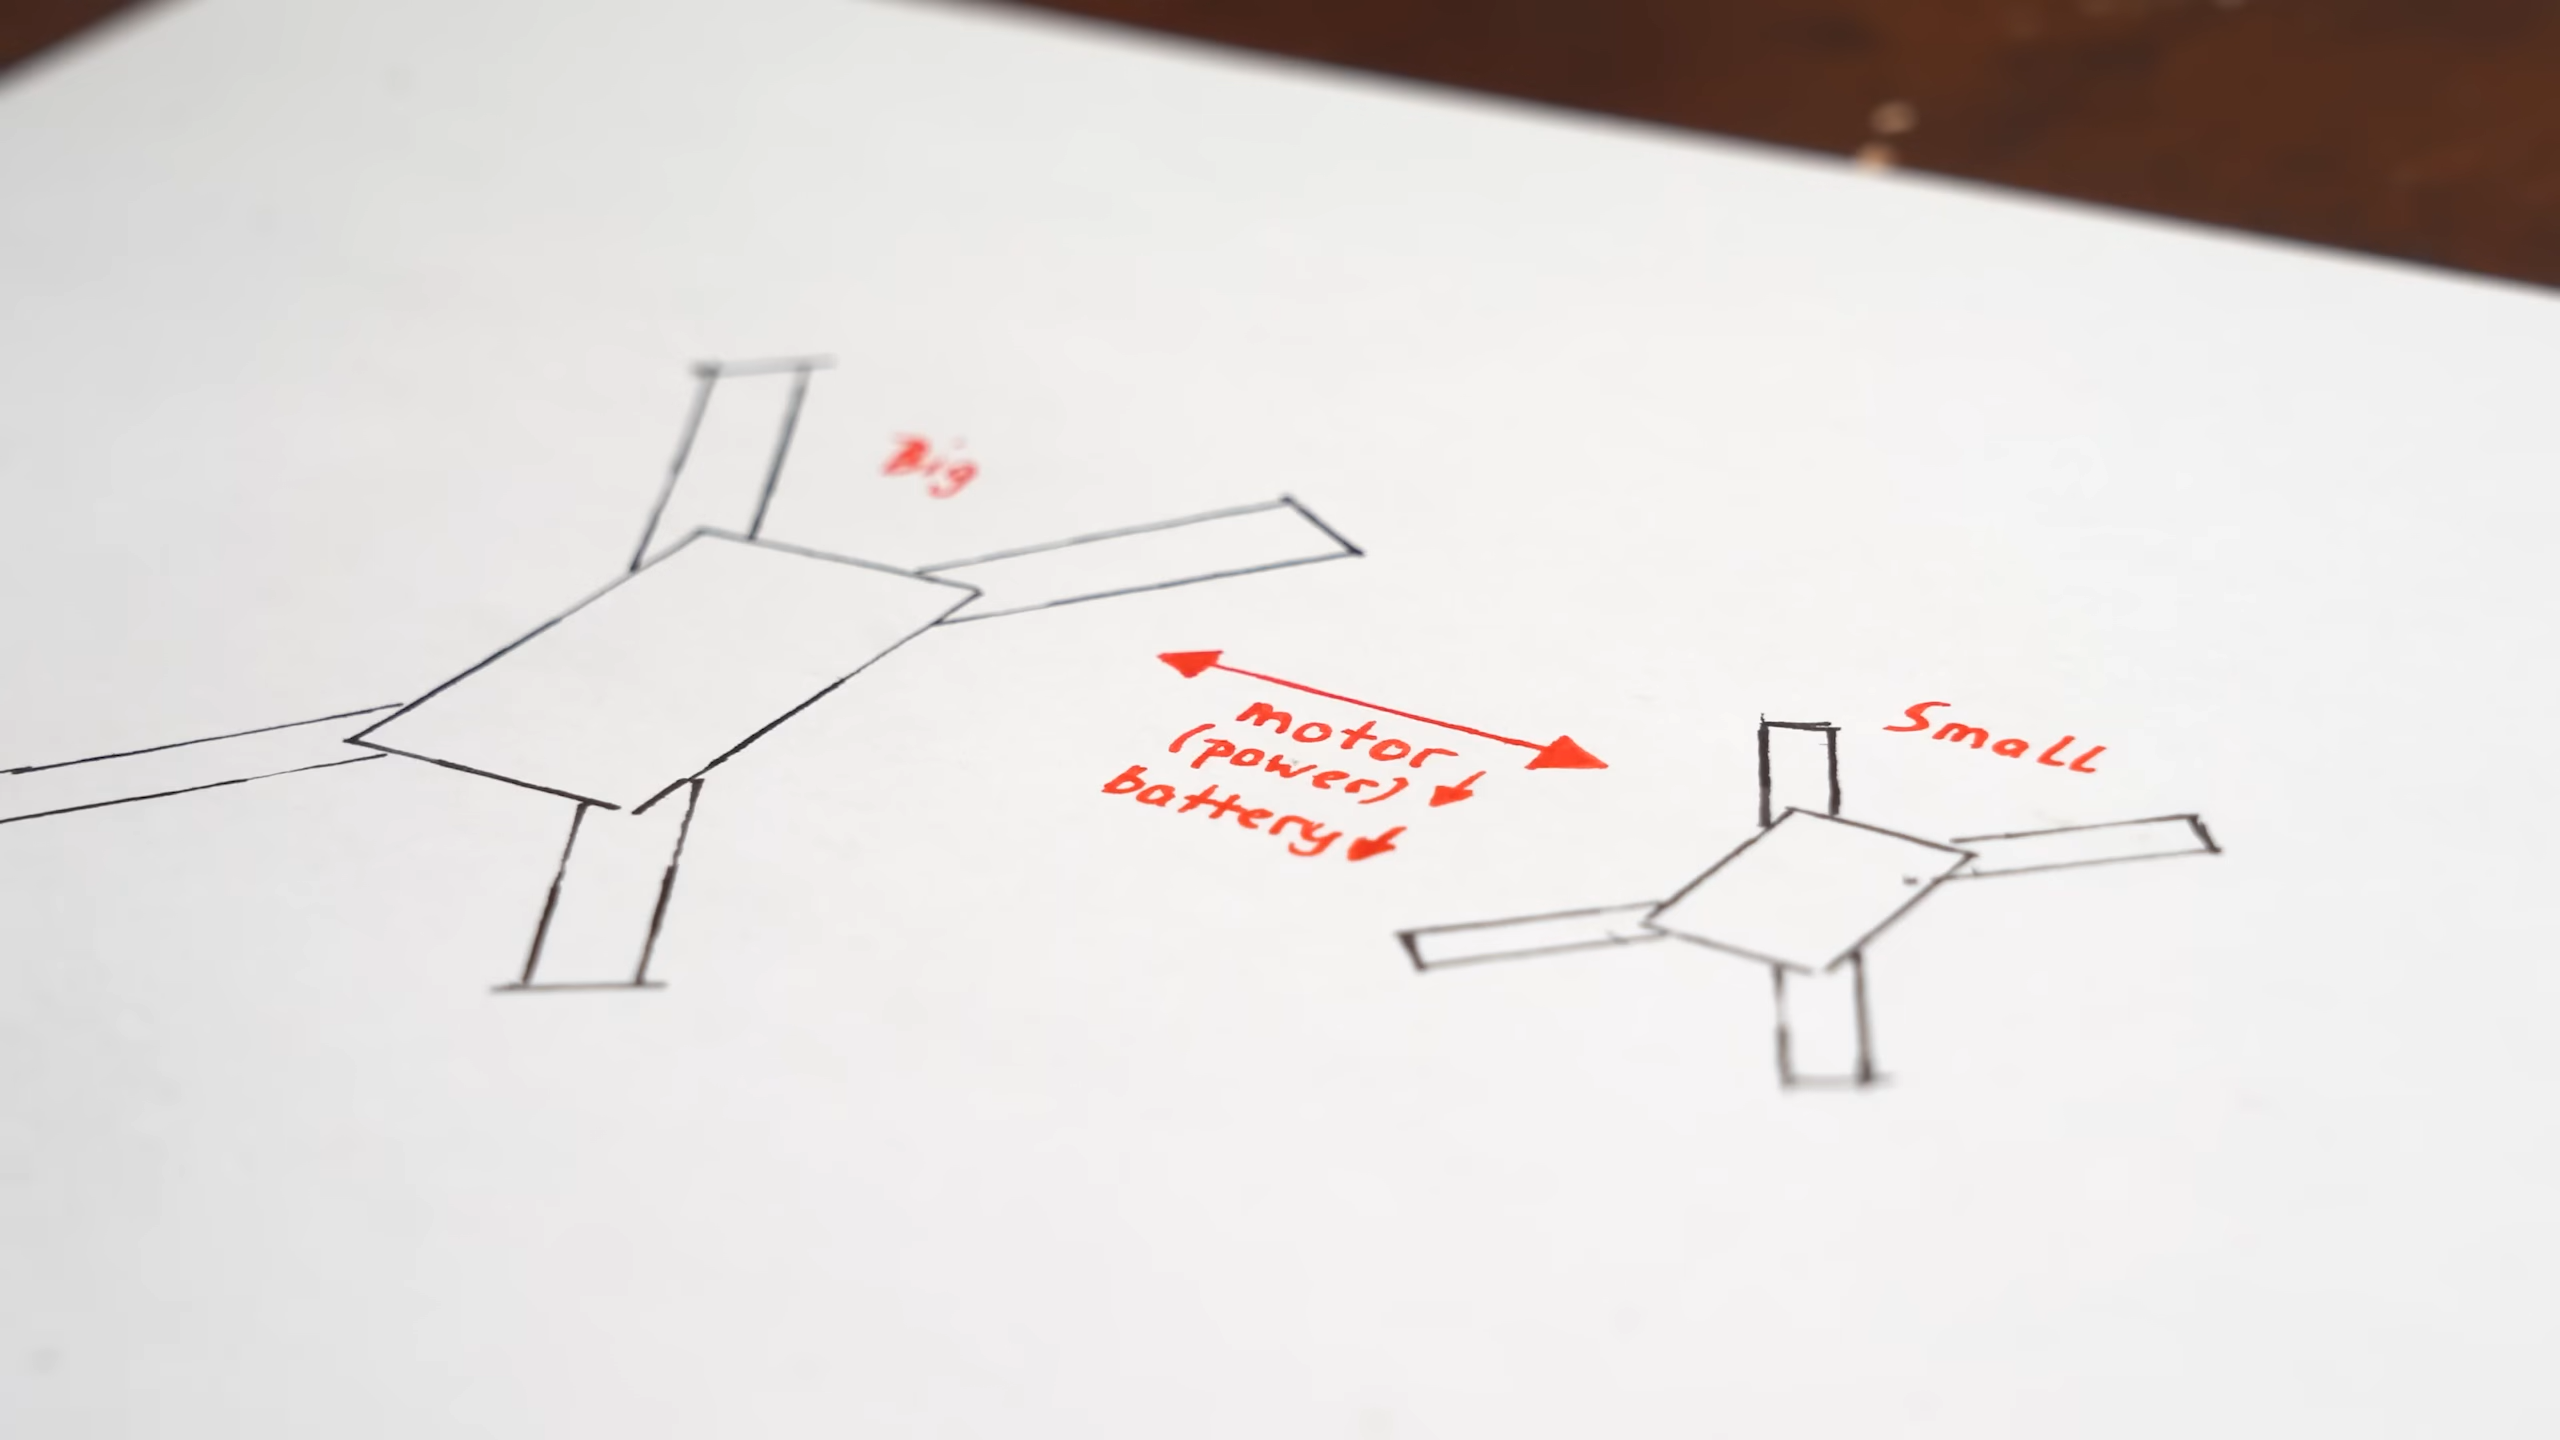 Big
motor
(power) ↓
battery ↓
Small